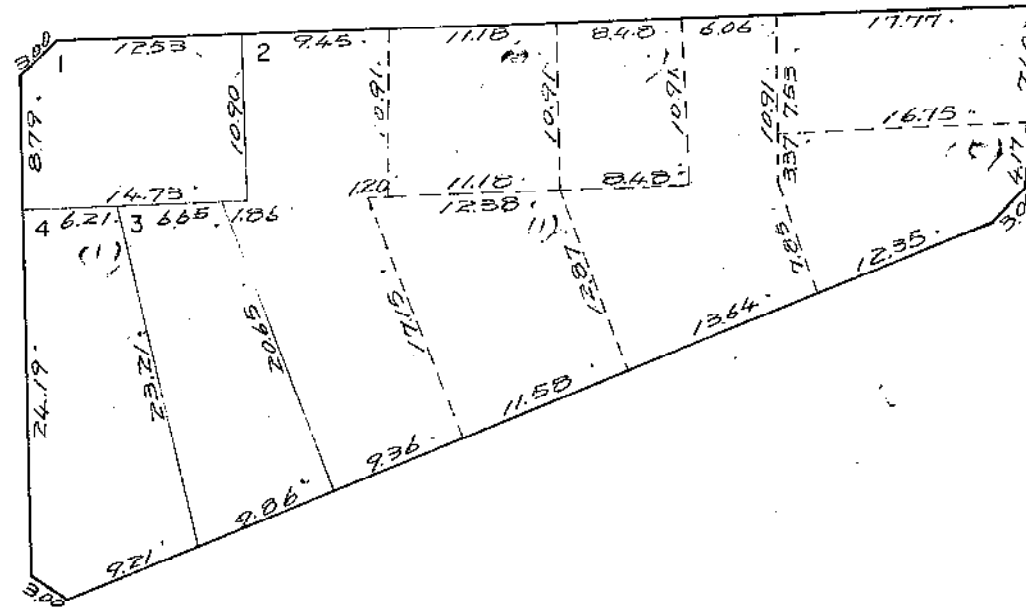 3.00 12.53. 9.45. 11.18 8.48 6.06 17.77.
1 2
8.79. 10.90 10.91. 10.91 10.91 10.91 7.53
16.75.
3.37 4.17
14.73. 1.20 11.18. 8.48.
4 6.21. 3 6.65. 1.86. 12.38.
(1) (1)
24.19. 23.21. 20.65 17.15 7.85
12.35.
13.64.
11.58
9.36
9.86.
9.21
3.00